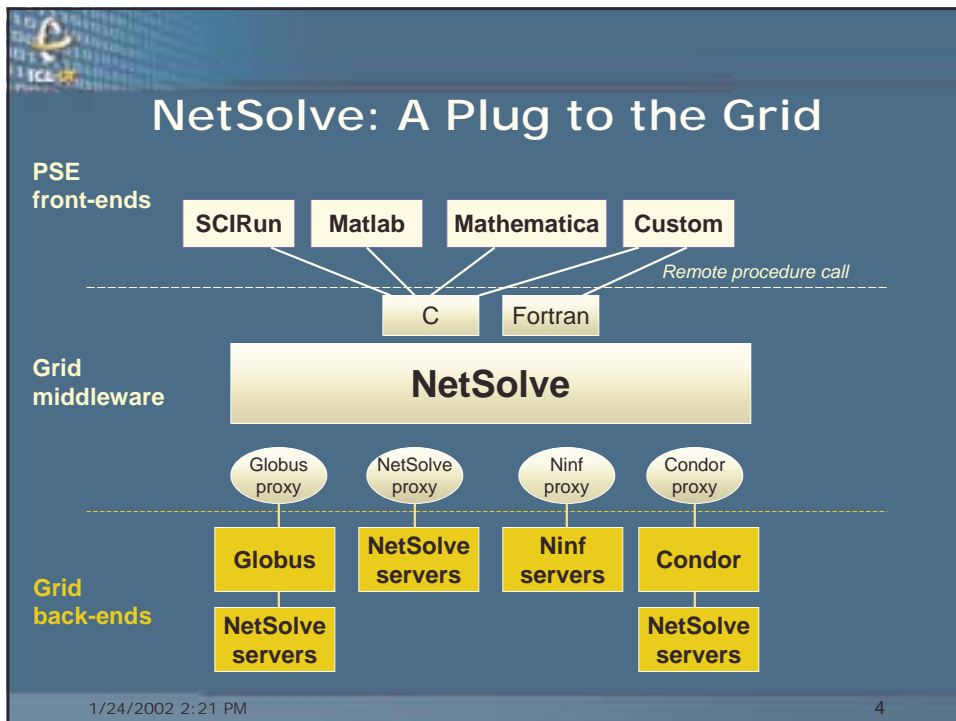 ICL
NetSolve: A Plug to the Grid
PSE
front-ends
SCIRun
Matlab
Mathematica
Custom
Remote procedure call
C
Fortran
Grid
middleware
NetSolve
Globus
proxy
NetSolve
proxy
Ninf
proxy
Condor
proxy
Globus
NetSolve
servers
Ninf
servers
Condor
Grid
back-ends
NetSolve
servers
NetSolve
servers
1/24/2002 2:21 PM
4